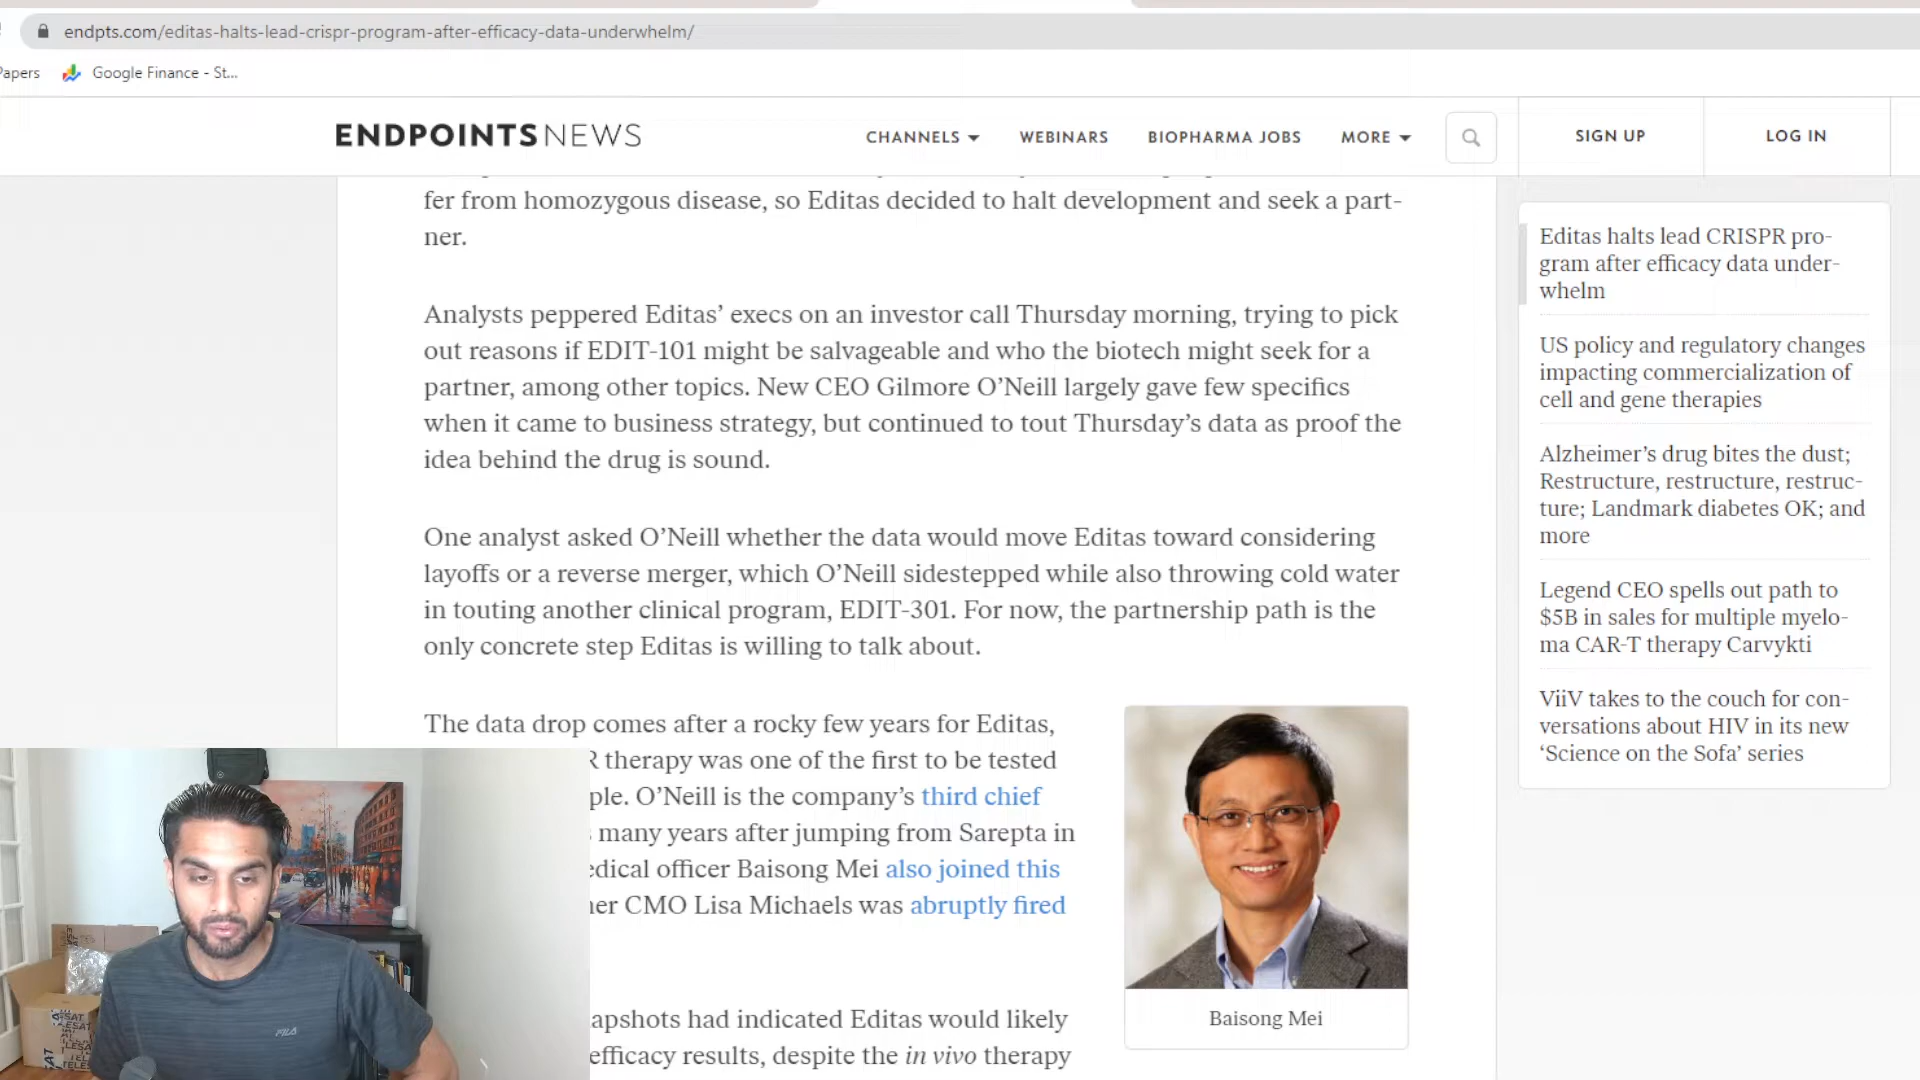 endpts.com/editas-halts-lead-crispr-program-after-efficacy-data-underwhelm/
Papers
Google Finance - St...
ENDPOINTS NEWS
CHANNELS
WEBINARS
BIOPHARMA JOBS
MORE
SIGN UP
LOG IN
fer from homozygous disease, so Editas decided to halt development and seek a part-
ner.
Analysts peppered Editas’ execs on an investor call Thursday morning, trying to pick
out reasons if EDIT-101 might be salvageable and who the biotech might seek for a
partner, among other topics. New CEO Gilmore O’Neill largely gave few specifics
when it came to business strategy, but continued to tout Thursday’s data as proof the
idea behind the drug is sound.
One analyst asked O’Neill whether the data would move Editas toward considering
layoffs or a reverse merger, which O’Neill sidestepped while also throwing cold water
in touting another clinical program, EDIT-301. For now, the partnership path is the
only concrete step Editas is willing to talk about.
The data drop comes after a rocky few years for Editas,
R therapy was one of the first to be tested
ple. O’Neill is the company’s third chief
many years after jumping from Sarepta in
edical officer Baisong Mei also joined this
er CMO Lisa Michaels was abruptly fired
apshots had indicated Editas would likely
efficacy results, despite the in vivo therapy
Baisong Mei
Editas halts lead CRISPR pro-
gram after efficacy data under-
whelm
US policy and regulatory changes
impacting commercialization of
cell and gene therapies
Alzheimer’s drug bites the dust;
Restructure, restructure, restruc-
ture; Landmark diabetes OK; and
more
Legend CEO spells out path to
$5B in sales for multiple myelo-
ma CAR-T therapy Carvykti
ViiV takes to the couch for con-
versations about HIV in its new
‘Science on the Sofa’ series
FILA